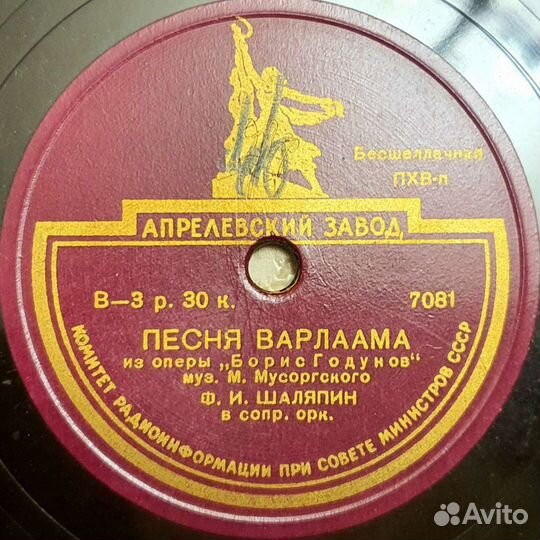 Бесшеллачная
ПХВ-п
АПРЕЛЕВСКИЙ ЗАВОД
В—3 р. 30 к. 7081
ПЕСНЯ ВАРЛААМА
из оперы „Борис Годунов“
муз. М. Мусоргского
Ф. И. ШАЛЯПИН
в сопр. орк.
КОМИТЕТ РАДИОИНФОРМАЦИИ ПРИ СОВЕТЕ МИНИСТРОВ СССР
Avito